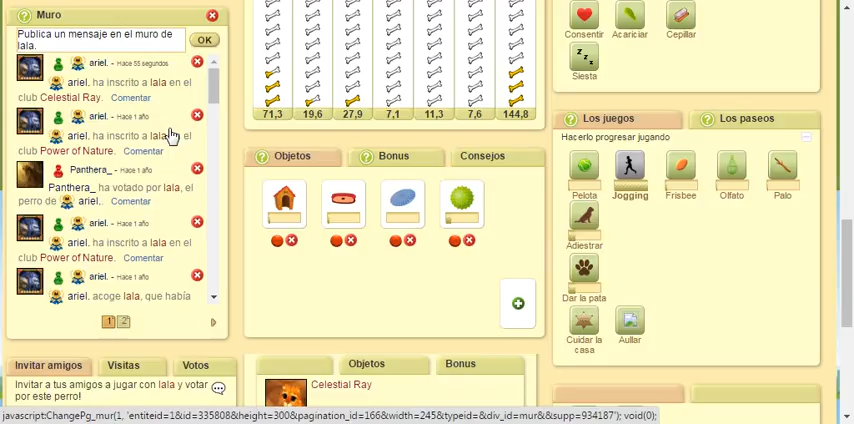 Muro
Publica un mensaje en el muro de
lala.
OK
ariel. - Hace 55 segundos
ariel. ha inscrito a lala en el
club Celestial Ray. Comentar
ariel. - Hace 1 año
ariel. ha inscrito a lala en el
club Power of Nature. Comentar
Panthera_ - Hace 1 año
Panthera_ ha votado por lala, el
perro de ariel,. Comentar
ariel. - Hace 1 año
ariel. ha inscrito a lala en el
club Power of Nature. Comentar
ariel. - Hace 1 año
ariel. acoge lala, que había
1 2
Invitar amigos Visitas Votos
Invitar a tus amigos a jugar con lala y votar
por este perro!
71,3 19,6 27,9 7,1 11,3 7,6 144,8
Objetos Bonus Consejos
Objetos Bonus
Celestial Ray
Consentir Acariciar Cepillar
z z z
Siesta
Los juegos Los paseos
Hacerlo progresar jugando
Pelota Jogging Frisbee Olfato Palo
Adiestrar
Dar la pata
Cuidar la
casa
Aullar
javascript:ChangePg_mur(1, 'entiteid=1&id=335808&height=300&pagination_id=166&width=245&typeid=&div_id=mur&&supp=934187'); void(0);